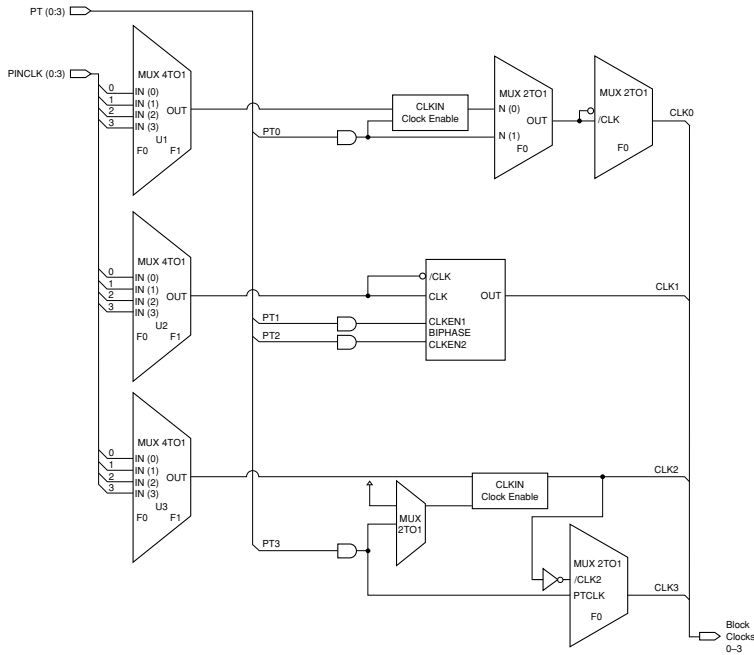 PT (0:3)
PINCLK (0:3)
MUX 4TO1
0
IN (0)
1
IN (1)
2
IN (2)
3
IN (3)
OUT
U1
F0
F1
PT0
CLKIN
Clock Enable
MUX 2TO1
N (0)
OUT
N (1)
F0
MUX 2TO1
/CLK
F0
CLK0
MUX 4TO1
0
IN (0)
1
IN (1)
2
IN (2)
3
IN (3)
OUT
U2
F0
F1
PT1
PT2
/CLK
CLK
OUT
CLKEN1
BIPHASE
CLKEN2
CLK1
MUX 4TO1
0
IN (0)
1
IN (1)
2
IN (2)
3
IN (3)
OUT
U3
F0
F1
PT3
MUX
2TO1
CLKIN
Clock Enable
CLK2
MUX 2TO1
/CLK2
PTCLK
F0
CLK3
Block
Clocks
0–3